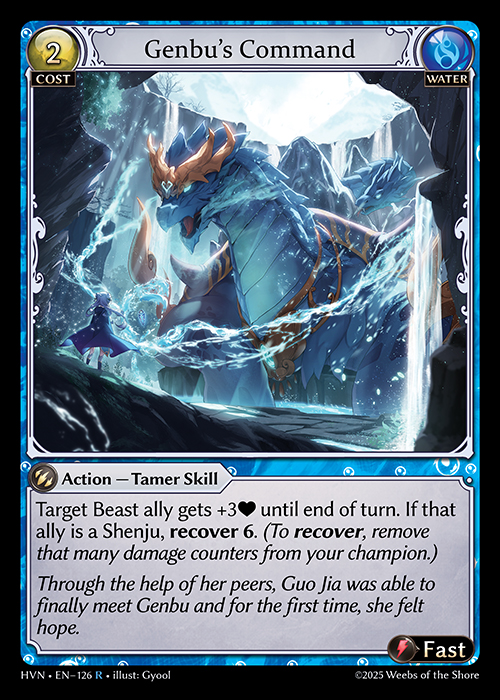 2
Genbu's Command
COST
WATER
Action — Tamer Skill
Target Beast ally gets +3♥ until end of turn. If that
ally is a Shenju, recover 6. (To recover, remove
that many damage counters from your champion.)
Through the help of her peers, Guo Jia was able to
finally meet Genbu and for the first time, she felt
hope.
Fast
HVN • EN-126 R • illust: Gyool
©2025 Weebs of the Shore